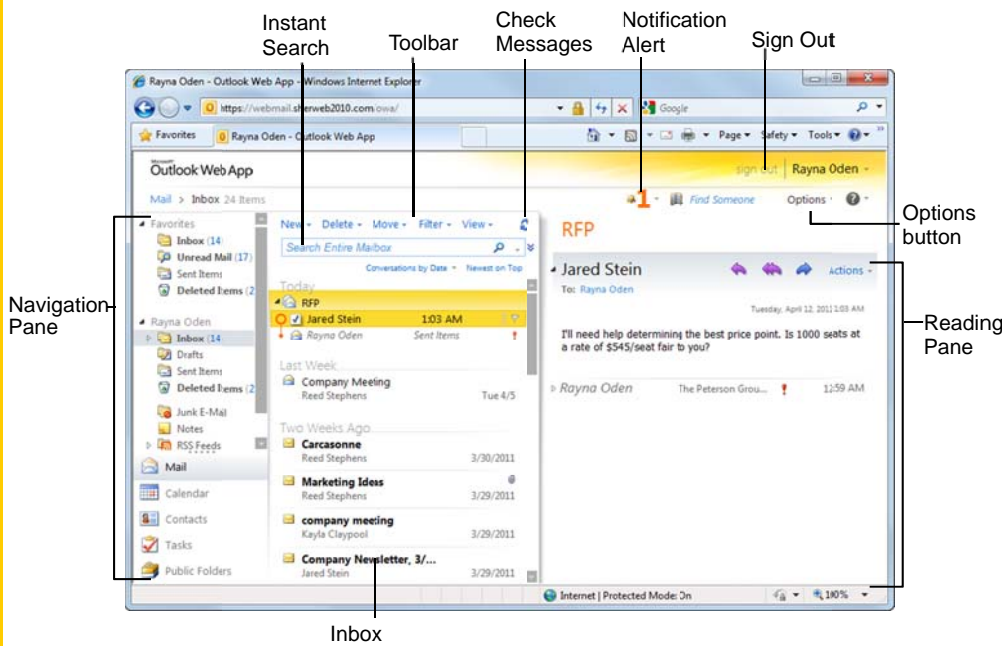 Instant Search
Toolbar
Check Messages
Notification Alert
Sign Out
Rayna Oden - Outlook Web App - Windows Internet Explorer
https://webmail.sherweb2010.com/owa/
Google
Favorites
Rayna Oden - Outlook Web App
Page
Safety
Tools
Microsoft
Outlook Web App
sign out
Rayna Oden
Mail > Inbox 24 Items
1
Find Someone
Options
Options button
Navigation Pane
Favorites
Inbox (14
Unread Mail (17)
Sent Items
Deleted Items (2
Rayna Oden
Inbox (14
Drafts
Sent Items
Deleted Items (2
Junk E-Mail
Notes
RSS Feeds
Mail
Calendar
Contacts
Tasks
Public Folders
New Delete Move Filter View
Search Entire Mailbox
Conversations by Date Newest on Top
Today
RFP
Jared Stein 1:03 AM
Rayna Oden Sent Items !
Last Week
Company Meeting
Reed Stephens Tue 4/5
Two Weeks Ago
Carcasonne
Reed Stephens 3/30/2011
Marketing Ideas
Reed Stephens 3/29/2011
company meeting
Kayla Claypool 3/29/2011
Company Newsletter, 3/...
Jared Stein 3/29/2011
RFP
Jared Stein
Actions
To: Rayna Oden
Tuesday, April 12, 2011 1:03 AM
I'll need help determining the best price point. Is 1000 seats at
a rate of $545/seat fair to you?
Rayna Oden The Peterson Grou... ! 12:59 AM
Reading Pane
Internet | Protected Mode: On
100%
Inbox